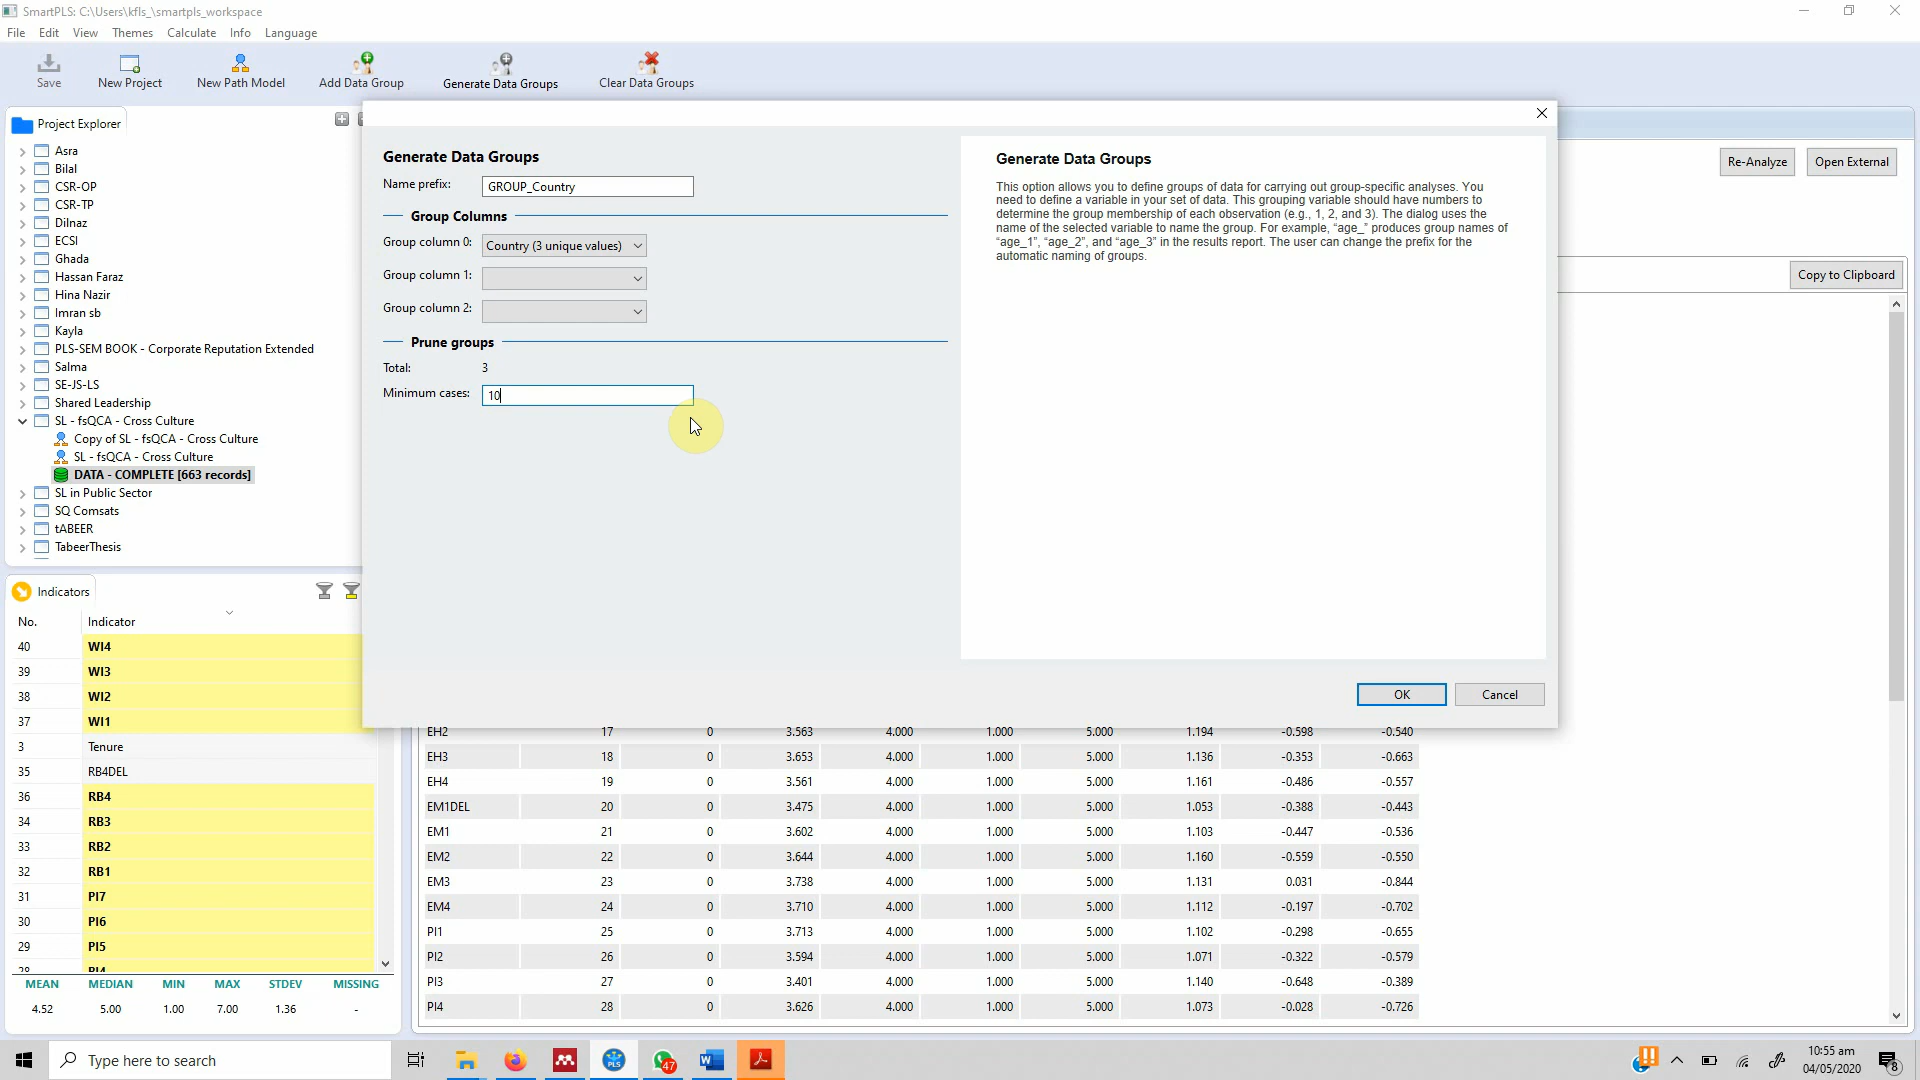 SmartPLS: C:\Users\kfls_\smartpls_workspace
File Edit View Themes Calculate Info Language
Save New Project New Path Model Add Data Group Generate Data Groups Clear Data Groups
Project Explorer
Asra
Bilal
CSR-OP
CSR-TP
Dilnaz
ECSI
Ghada
Hassan Faraz
Hina Nazir
Imran sb
Kayla
PLS-SEM BOOK - Corporate Reputation Extended
Salma
SE-JS-LS
Shared Leadership
SL - fsQCA - Cross Culture
Copy of SL - fsQCA - Cross Culture
SL - fsQCA - Cross Culture
DATA - COMPLETE [663 records]
SL in Public Sector
SQ Comsats
tABEER
TabeerThesis
Generate Data Groups
Name prefix: GROUP_Country
Group Columns
Group column 0: Country (3 unique values)
Group column 1:
Group column 2:
Prune groups
Total: 3
Minimum cases: 10
Generate Data Groups
This option allows you to define groups of data for carrying out group-specific analyses. You
need to define a variable in your set of data. This grouping variable should have numbers to
determine the group membership of each observation (e.g., 1, 2, and 3). The dialog uses the
name of the selected variable to name the group. For example, “age_” produces group names of
“age_1”, “age_2”, and “age_3” in the results report. The user can change the prefix for the
automatic naming of groups.
OK Cancel
Re-Analyze Open External
Copy to Clipboard
Indicators
No. Indicator
40 WI4
39 WI3
38 WI2
37 WI1
3 Tenure
35 RB4DEL
36 RB4
34 RB3
33 RB2
32 RB1
31 PI7
30 PI6
29 PI5
28 PI4
MEAN MEDIAN MIN MAX STDEV MISSING
4.52 5.00 1.00 7.00 1.36 -
EH2 17 0 3.563 4.000 1.000 5.000 1.194 -0.598 -0.540
EH3 18 0 3.653 4.000 1.000 5.000 1.136 -0.353 -0.663
EH4 19 0 3.561 4.000 1.000 5.000 1.161 -0.486 -0.557
EM1DEL 20 0 3.475 4.000 1.000 5.000 1.053 -0.388 -0.443
EM1 21 0 3.602 4.000 1.000 5.000 1.103 -0.447 -0.536
EM2 22 0 3.644 4.000 1.000 5.000 1.160 -0.559 -0.550
EM3 23 0 3.738 4.000 1.000 5.000 1.131 0.031 -0.844
EM4 24 0 3.710 4.000 1.000 5.000 1.112 -0.197 -0.702
PI1 25 0 3.713 4.000 1.000 5.000 1.102 -0.298 -0.655
PI2 26 0 3.594 4.000 1.000 5.000 1.071 -0.322 -0.579
PI3 27 0 3.401 4.000 1.000 5.000 1.140 -0.648 -0.389
PI4 28 0 3.626 4.000 1.000 5.000 1.073 -0.028 -0.726
Type here to search
PLS
47
10:55 am
04/05/2020
8